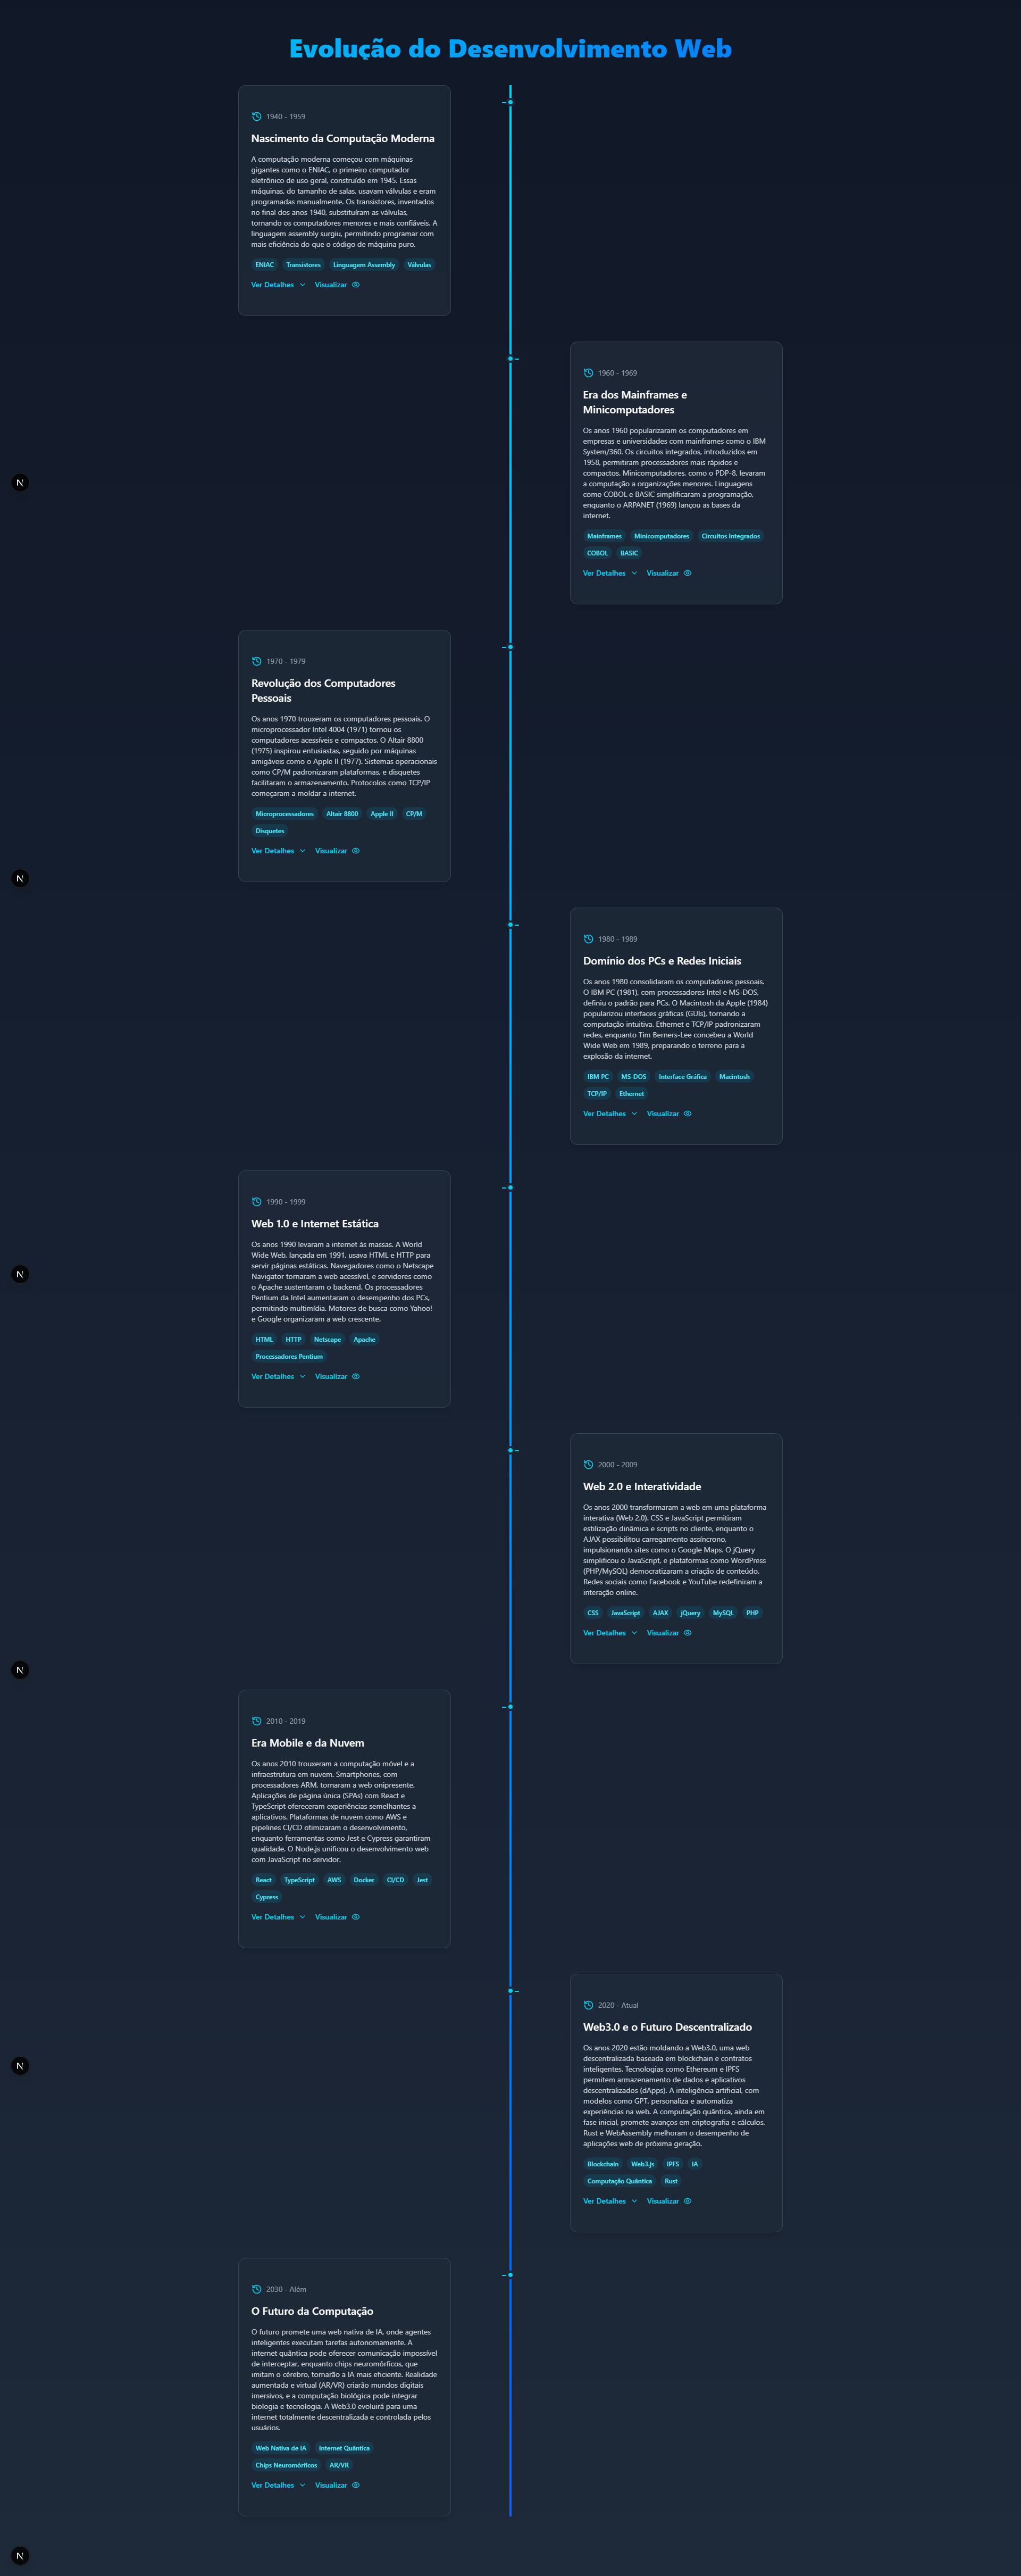 Evolução do Desenvolvimento Web
1940 - 1959
Nascimento da Computação Moderna
A computação moderna começou com máquinas
gigantes como o ENIAC, o primeiro computador
eletrônico de uso geral, construído em 1945. Essas
máquinas, do tamanho de salas, usavam válvulas e eram
programadas manualmente. Os transistores, inventados
no final dos anos 1940, substituíram as válvulas,
tornando os computadores menores e mais confiáveis. A
linguagem assembly surgiu, permitindo programar com
mais eficiência do que o código de máquina puro.
ENIAC Transistores Linguagem Assembly Válvulas
Ver Detalhes Visualizar
1960 - 1969
Era dos Mainframes e
Minicomputadores
Os anos 1960 popularizaram os computadores em
empresas e universidades com mainframes como o IBM
System/360. Os circuitos integrados, introduzidos em
1958, permitiram processadores mais rápidos e
compactos. Minicomputadores, como o PDP-8, levaram
a computação a organizações menores. Linguagens
como COBOL e BASIC simplificaram a programação,
enquanto o ARPANET (1969) lançou as bases da
internet.
Mainframes Minicomputadores Circuitos Integrados
COBOL BASIC
Ver Detalhes Visualizar
N
1970 - 1979
Revolução dos Computadores
Pessoais
Os anos 1970 trouxeram os computadores pessoais. O
microprocessador Intel 4004 (1971) tornou os
computadores acessíveis e compactos. O Altair 8800
(1975) inspirou entusiastas, seguido por máquinas
amigáveis como o Apple II (1977). Sistemas operacionais
como CP/M padronizaram plataformas, e disquetes
facilitaram o armazenamento. Protocolos como TCP/IP
começaram a moldar a internet.
Microprocessadores Altair 8800 Apple II CP/M
Disquetes
Ver Detalhes Visualizar
N
1980 - 1989
Domínio dos PCs e Redes Iniciais
Os anos 1980 consolidaram os computadores pessoais.
O IBM PC (1981), com processadores Intel e MS-DOS,
definiu o padrão para PCs. O Macintosh da Apple (1984)
popularizou interfaces gráficas (GUIs), tornando a
computação intuitiva. Ethernet e TCP/IP padronizaram
redes, enquanto Tim Berners-Lee concebeu a World
Wide Web em 1989, preparando o terreno para a
explosão da internet.
IBM PC MS-DOS Interface Gráfica Macintosh
TCP/IP Ethernet
Ver Detalhes Visualizar
1990 - 1999
Web 1.0 e Internet Estática
Os anos 1990 levaram a internet às massas. A World
Wide Web, lançada em 1991, usava HTML e HTTP para
servir páginas estáticas. Navegadores como o Netscape
Navigator tornaram a web acessível, e servidores como
o Apache sustentaram o backend. Os processadores
Pentium da Intel aumentaram o desempenho dos PCs,
permitindo multimídia. Motores de busca como Yahoo!
e Google organizaram a web crescente.
HTML HTTP Netscape Apache
Processadores Pentium
Ver Detalhes Visualizar
N
2000 - 2009
Web 2.0 e Interatividade
Os anos 2000 transformaram a web em uma plataforma
interativa (Web 2.0). CSS e JavaScript permitiram
estilização dinâmica e scripts no cliente, enquanto o
AJAX possibilitou carregamento assíncrono,
impulsionando sites como o Google Maps. O jQuery
simplificou o JavaScript, e plataformas como WordPress
(PHP/MySQL) democratizaram a criação de conteúdo.
Redes sociais como Facebook e YouTube redefiniram a
interação online.
CSS JavaScript AJAX jQuery MySQL PHP
Ver Detalhes Visualizar
N
2010 - 2019
Era Mobile e da Nuvem
Os anos 2010 trouxeram a computação móvel e a
infraestrutura em nuvem. Smartphones, com
processadores ARM, tornaram a web onipresente.
Aplicações de página única (SPAs) com React e
TypeScript ofereceram experiências semelhantes a
aplicativos. Plataformas de nuvem como AWS e
pipelines CI/CD otimizaram o desenvolvimento,
enquanto ferramentas como Jest e Cypress garantiram
qualidade. O Node.js unificou o desenvolvimento web
com JavaScript no servidor.
React TypeScript AWS Docker CI/CD Jest
Cypress
Ver Detalhes Visualizar
2020 - Atual
Web3.0 e o Futuro Descentralizado
Os anos 2020 estão moldando a Web3.0, uma web
descentralizada baseada em blockchain e contratos
inteligentes. Tecnologias como Ethereum e IPFS
permitem armazenamento de dados e aplicativos
descentralizados (dApps). A inteligência artificial, com
modelos como GPT, personaliza e automatiza
experiências na web. A computação quântica, ainda em
fase inicial, promete avanços em criptografia e cálculos.
Rust e WebAssembly melhoram o desempenho de
aplicações web de próxima geração.
Blockchain Web3.js IPFS IA
Computação Quântica Rust
Ver Detalhes Visualizar
N
2030 - Além
O Futuro da Computação
O futuro promete uma web nativa de IA, onde agentes
inteligentes executam tarefas autonomamente. A
internet quântica pode oferecer comunicação impossível
de interceptar, enquanto chips neuromórficos, que
imitam o cérebro, tornarão a IA mais eficiente. Realidade
aumentada e virtual (AR/VR) criarão mundos digitais
imersivos, e a computação biológica pode integrar
biologia e tecnologia. A Web3.0 evoluirá para uma
internet totalmente descentralizada e controlada pelos
usuários.
Web Nativa de IA Internet Quântica
Chips Neuromórficos AR/VR
Ver Detalhes Visualizar
N